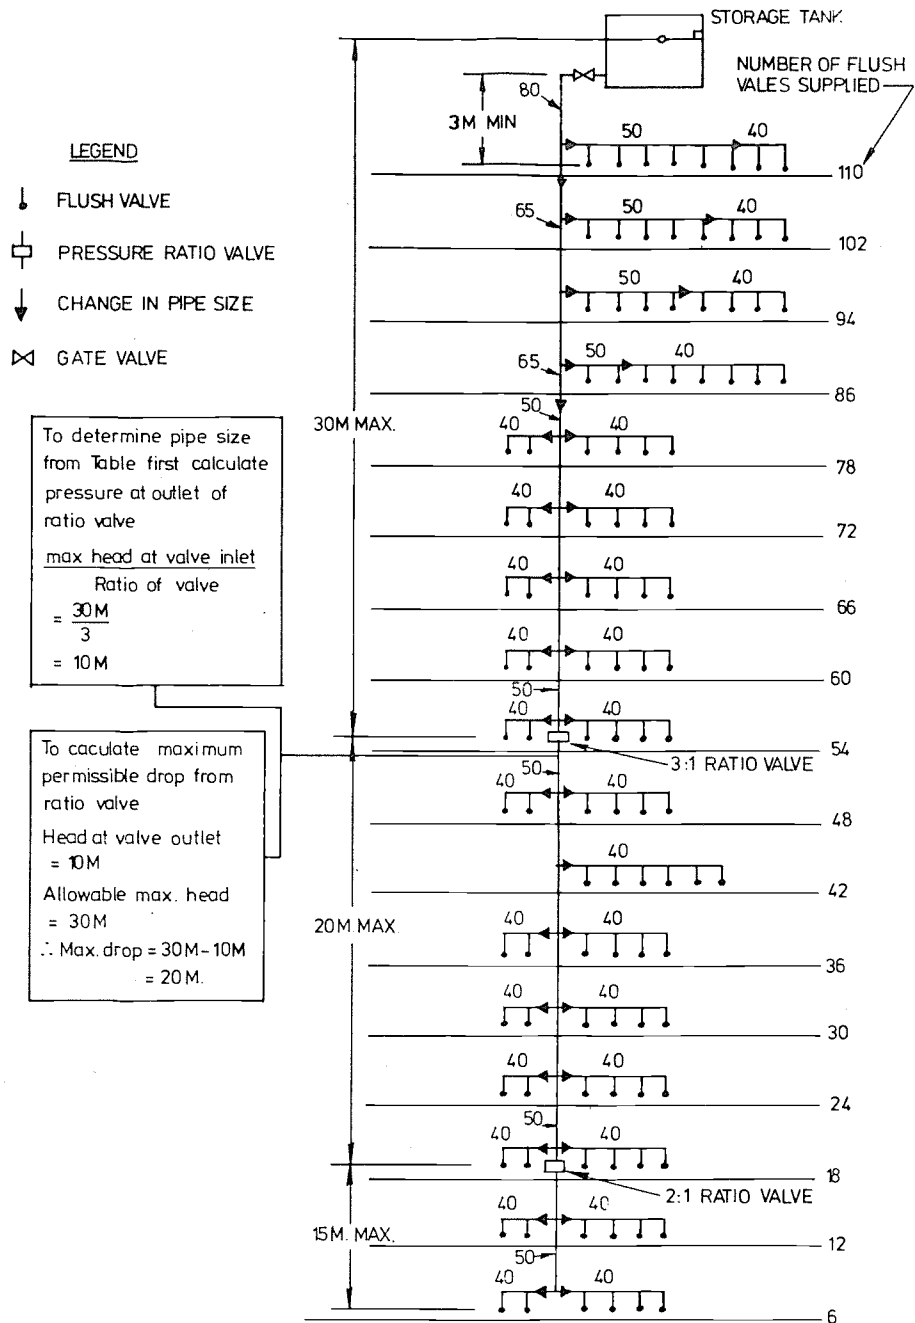 STORAGE TANK
NUMBER OF FLUSH
VALES SUPPLIED
80
3M MIN
50 40
110
LEGEND
FLUSH VALVE
65 50 40
102
PRESSURE RATIO VALVE
50 40
CHANGE IN PIPE SIZE
94
GATE VALVE
65 50 40
86
50
30M MAX.
40 40
78
40 40
72
40 40
66
40 40
60
50
40 40
54
3:1 RATIO VALVE
50
40 40
48
40
42
20M MAX
40 40
36
40 40
30
40 40
24
50
40 40
18
2:1 RATIO VALVE
40 40
15M. MAX.
12
50
40 40
6
To determine pipe size
from Table first calculate
pressure at outlet of
ratio valve
max head at valve inlet
Ratio of valve
= 30M
3
= 10M
To caculate maximum
permissible drop from
ratio valve
Head at valve outlet
= 10M
Allowable max. head
= 30M
∴ Max. drop = 30M-10M
= 20M.